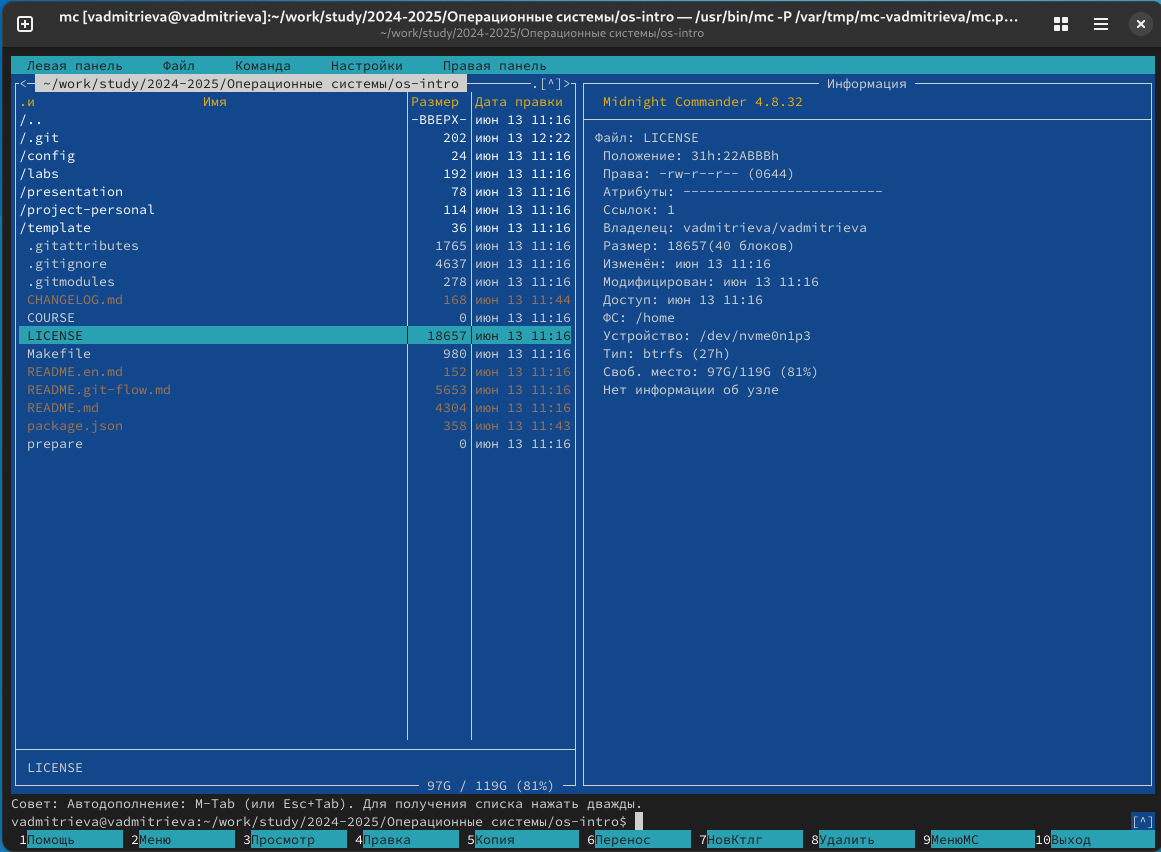 mc [vadmitrieva@vadmitrieva]:~/work/study/2024-2025/Операционные системы/os-intro — /usr/bin/mc -P /var/tmp/mc-vadmitrieva/mc.p…
~/work/study/2024-2025/Операционные системы/os-intro
Левая панель Файл Команда Настройки Правая панель
<— ~/work/study/2024-2025/Операционные системы/os-intro .[^]>
.и Имя Размер Дата правки
/.. -ВВЕРХ- июн 13 11:16
/.git 202 июн 13 12:22
/config 24 июн 13 11:16
/labs 192 июн 13 11:16
/presentation 78 июн 13 11:16
/project-personal 114 июн 13 11:16
/template 36 июн 13 11:16
.gitattributes 1765 июн 13 11:16
.gitignore 4637 июн 13 11:16
.gitmodules 278 июн 13 11:16
CHANGELOG.md 168 июн 13 11:44
COURSE 0 июн 13 11:16
LICENSE 18657 июн 13 11:16
Makefile 980 июн 13 11:16
README.en.md 152 июн 13 11:16
README.git-flow.md 5653 июн 13 11:16
README.md 4304 июн 13 11:16
package.json 358 июн 13 11:43
prepare 0 июн 13 11:16
LICENSE
97G / 119G (81%)
Информация
Midnight Commander 4.8.32
Файл: LICENSE
Положение: 31h:22ABBBh
Права: -rw-r--r-- (0644)
Атрибуты: -------------------------
Ссылок: 1
Владелец: vadmitrieva/vadmitrieva
Размер: 18657(40 блоков)
Изменён: июн 13 11:16
Модифицирован: июн 13 11:16
Доступ: июн 13 11:16
ФС: /home
Устройство: /dev/nvme0n1p3
Тип: btrfs (27h)
Своб. место: 97G/119G (81%)
Нет информации об узле
Совет: Автодополнение: M-Tab (или Esc+Tab). Для получения списка нажать дважды.
vadmitrieva@vadmitrieva:~/work/study/2024-2025/Операционные системы/os-intro$ [^]
1Помощь 2Меню 3Просмотр 4Правка 5Копия 6Перенос 7НовКтлг 8Удалить 9МенюMC 10Выход